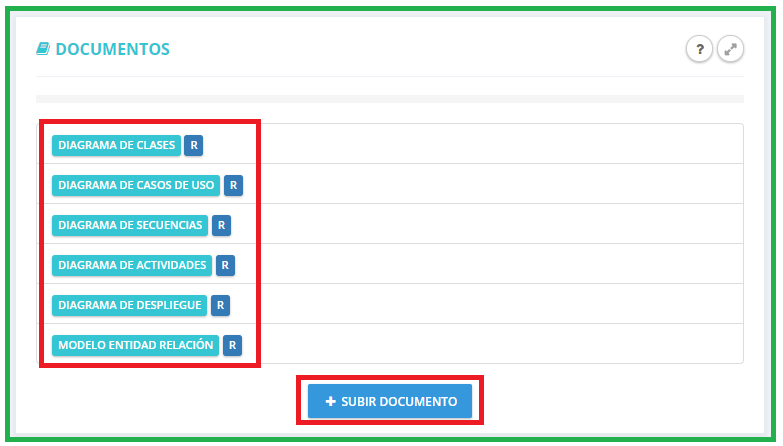 DOCUMENTOS ?
DIAGRAMA DE CLASES R
DIAGRAMA DE CASOS DE USO R
DIAGRAMA DE SECUENCIAS R
DIAGRAMA DE ACTIVIDADES R
DIAGRAMA DE DESPLIEGUE R
MODELO ENTIDAD RELACIÓN R
+ SUBIR DOCUMENTO